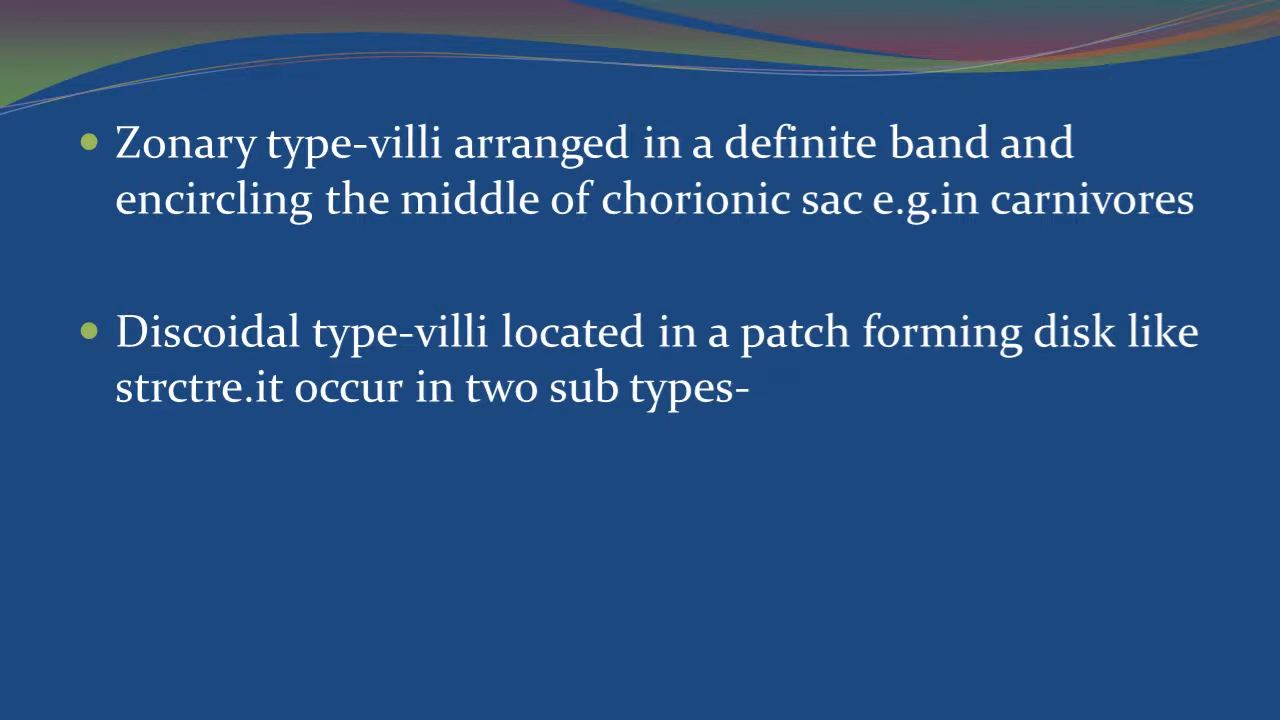 Zonary type-villi arranged in a definite band and
encircling the middle of chorionic sac e.g.in carnivores
Discoidal type-villi located in a patch forming disk like
strctre.it occur in two sub types-